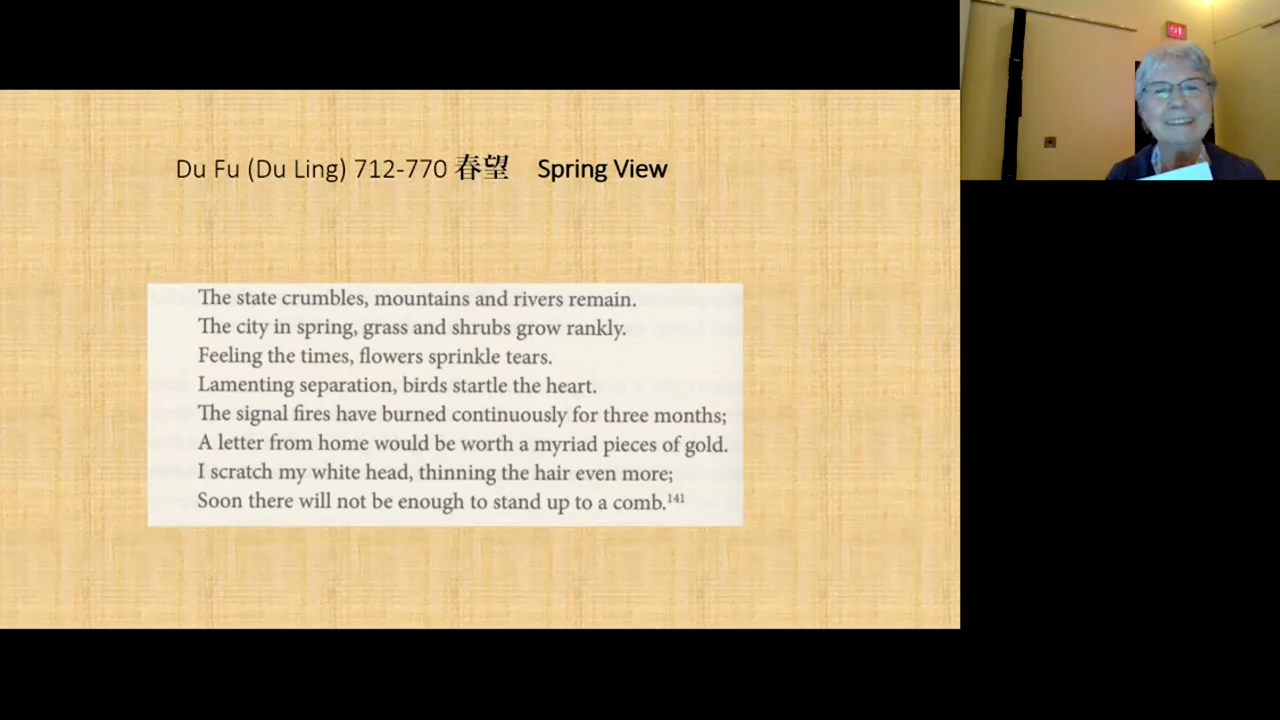 Du Fu (Du Ling) 712-770 春望 Spring View
The state crumbles, mountains and rivers remain.
The city in spring, grass and shrubs grow rankly.
Feeling the times, flowers sprinkle tears.
Lamenting separation, birds startle the heart.
The signal fires have burned continuously for three months;
A letter from home would be worth a myriad pieces of gold.
I scratch my white head, thinning the hair even more;
Soon there will not be enough to stand up to a comb.141